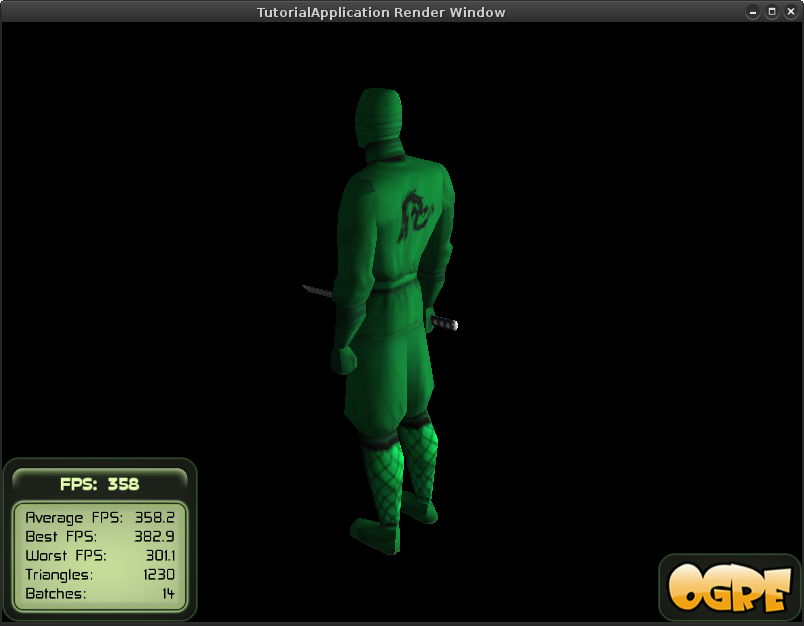 TutorialApplication Render Window
FPS: 358
Average FPS: 358.2
Best FPS: 382.9
Worst FPS: 301.1
Triangles: 1230
Batches: 14
OGRE